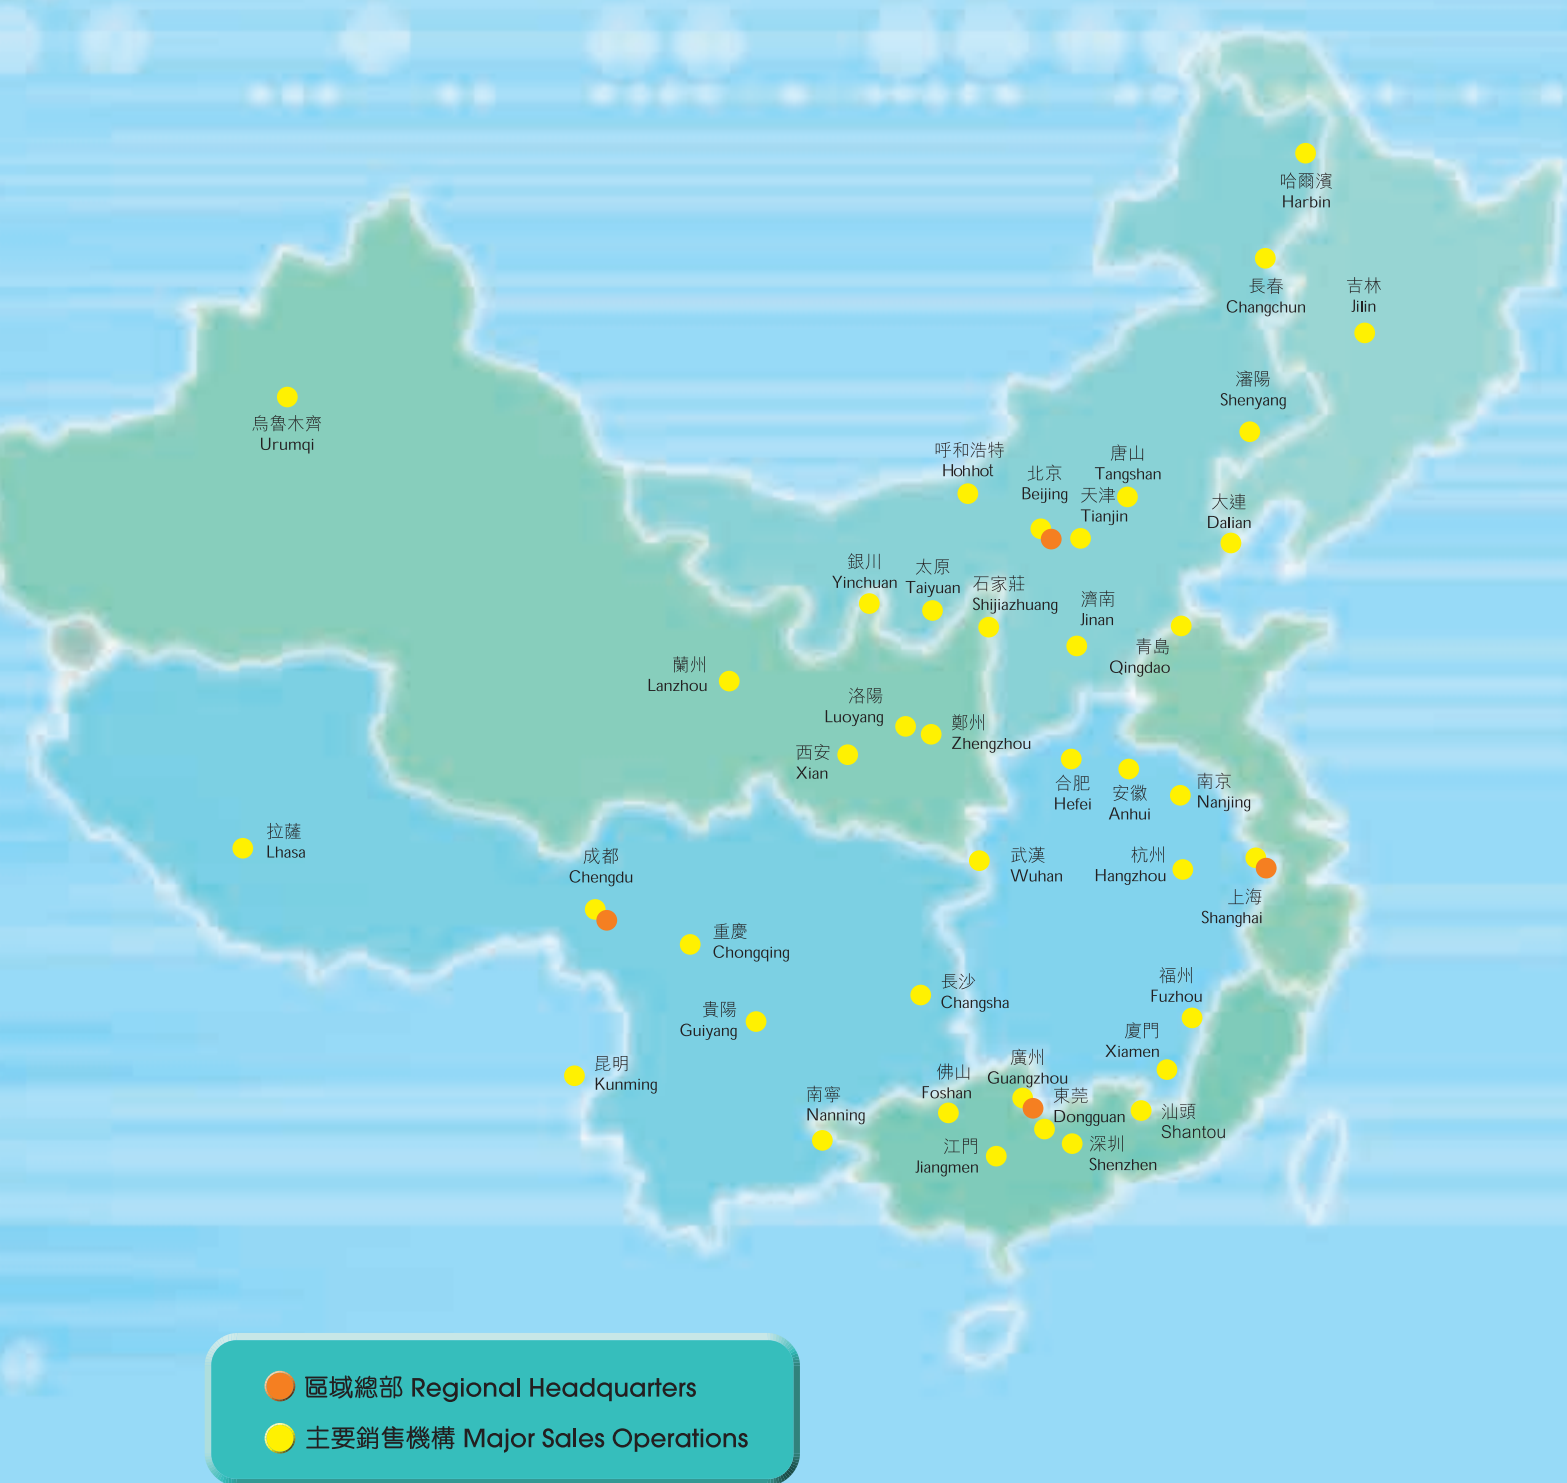 哈爾濱
Harbin
長春
Changchun
吉林
Jilin
瀋陽
Shenyang
烏魯木齊
Urumqi
呼和浩特
Hohhot
北京
Beijing
唐山
Tangshan
天津
Tianjin
大連
Dalian
銀川
Yinchuan
太原
Taiyuan
石家莊
Shijiazhuang
濟南
Jinan
青島
Qingdao
蘭州
Lanzhou
洛陽
Luoyang
鄭州
Zhengzhou
西安
Xian
合肥
Hefei
安徽
Anhui
南京
Nanjing
拉薩
Lhasa
成都
Chengdu
武漢
Wuhan
杭州
Hangzhou
上海
Shanghai
重慶
Chongqing
長沙
Changsha
福州
Fuzhou
貴陽
Guiyang
廈門
Xiamen
昆明
Kunming
佛山
Foshan
廣州
Guangzhou
南寧
Nanning
東莞
Dongguan
汕頭
Shantou
江門
Jiangmen
深圳
Shenzhen
區域總部 Regional Headquarters
主要銷售機構 Major Sales Operations